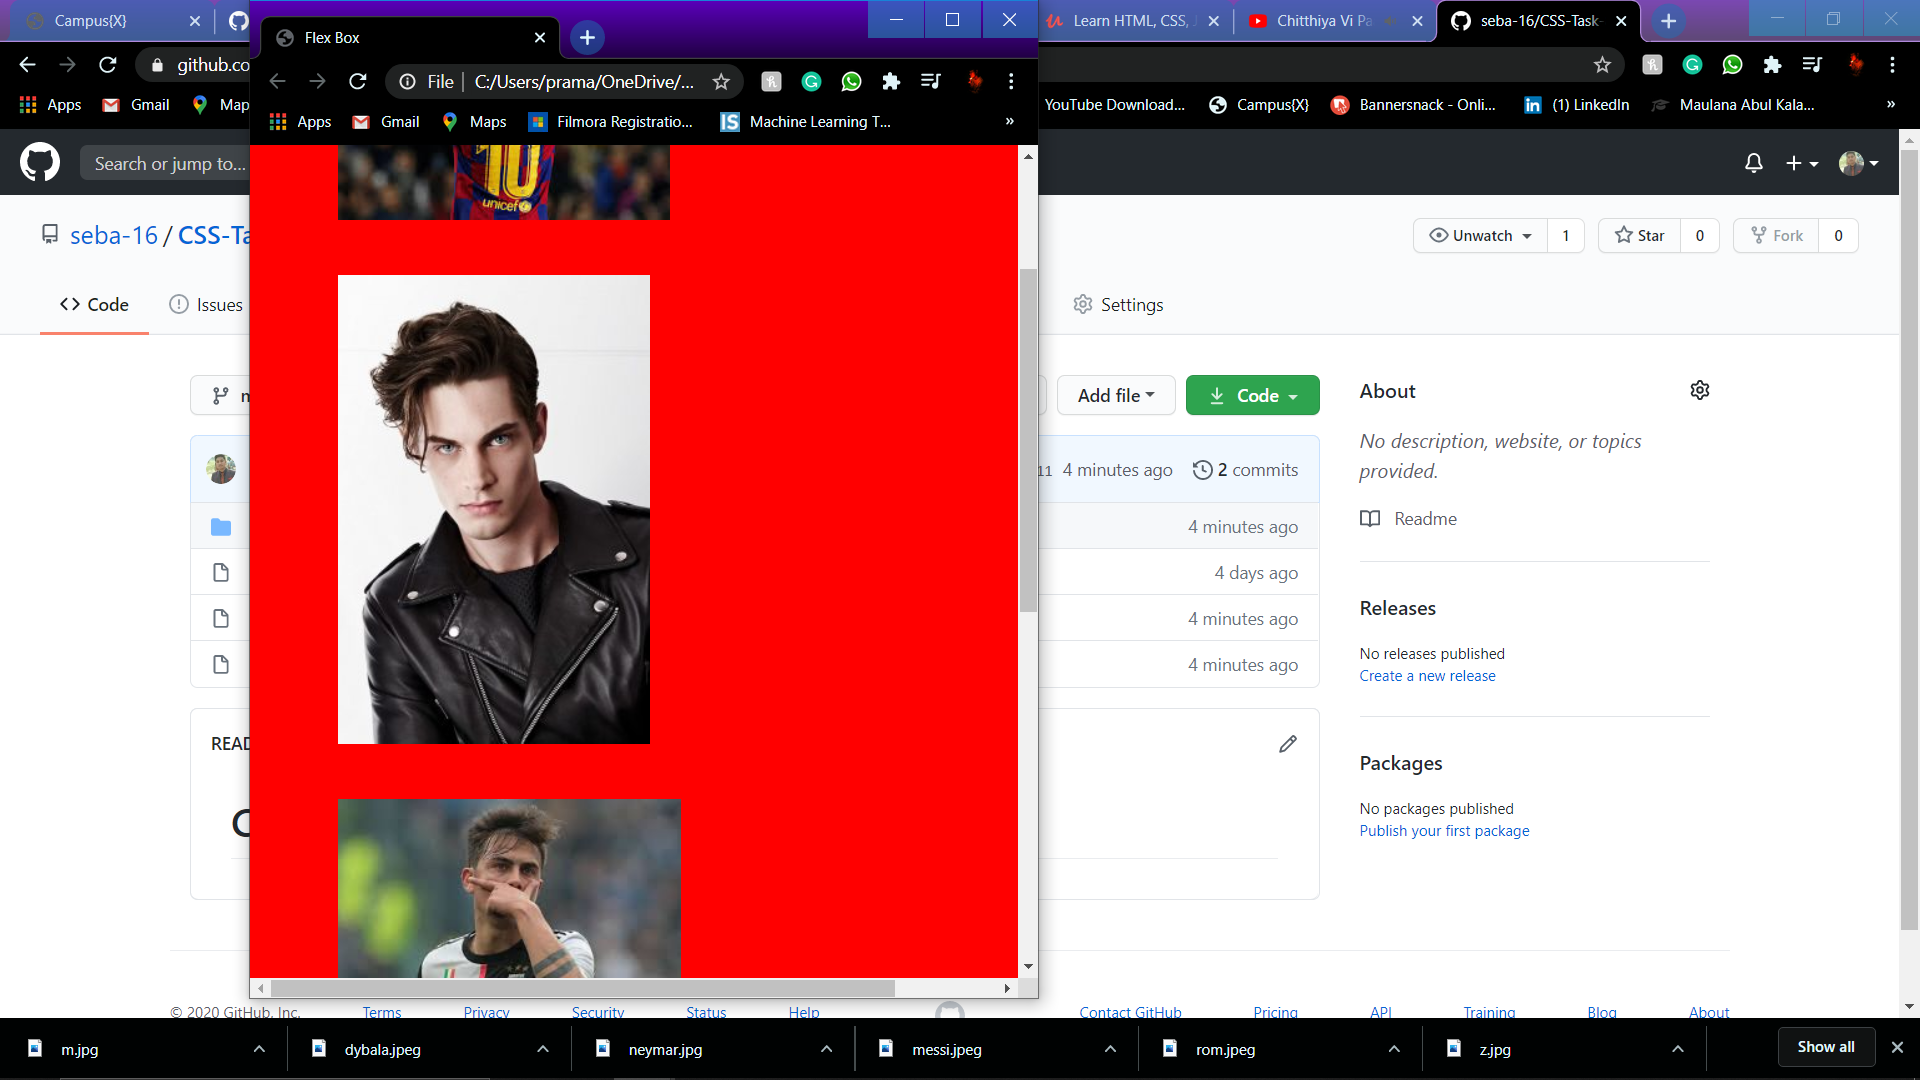 Campus{X}
Flex Box
Learn HTML, CSS, J
Chitthiya Vi Pa
seba-16/CSS-Task-
github.co
File | C:/Users/prama/OneDrive/...
Apps
Gmail
Map
Apps
Gmail
Maps
Filmora Registratio...
Machine Learning T...
»
YouTube Download...
Campus{X}
Bannersnack - Onli...
(1) LinkedIn
Maulana Abul Kala...
»
Search or jump to...
10
unicef
seba-16 / CSS-Ta
Unwatch 1
Star 0
Fork 0
Code
Issues
Settings
Add file
Code
About
No description, website, or topics
provided.
Readme
11 4 minutes ago 2 commits
4 minutes ago
4 days ago
4 minutes ago
4 minutes ago
Releases
No releases published
Create a new release
READ
Packages
No packages published
Publish your first package
© 2020 GitHub, Inc.
Terms
Privacy
Security
Status
Help
Contact GitHub
Pricing
API
Training
Blog
About
m.jpg
dybala.jpeg
neymar.jpg
messi.jpeg
rom.jpeg
z.jpg
Show all